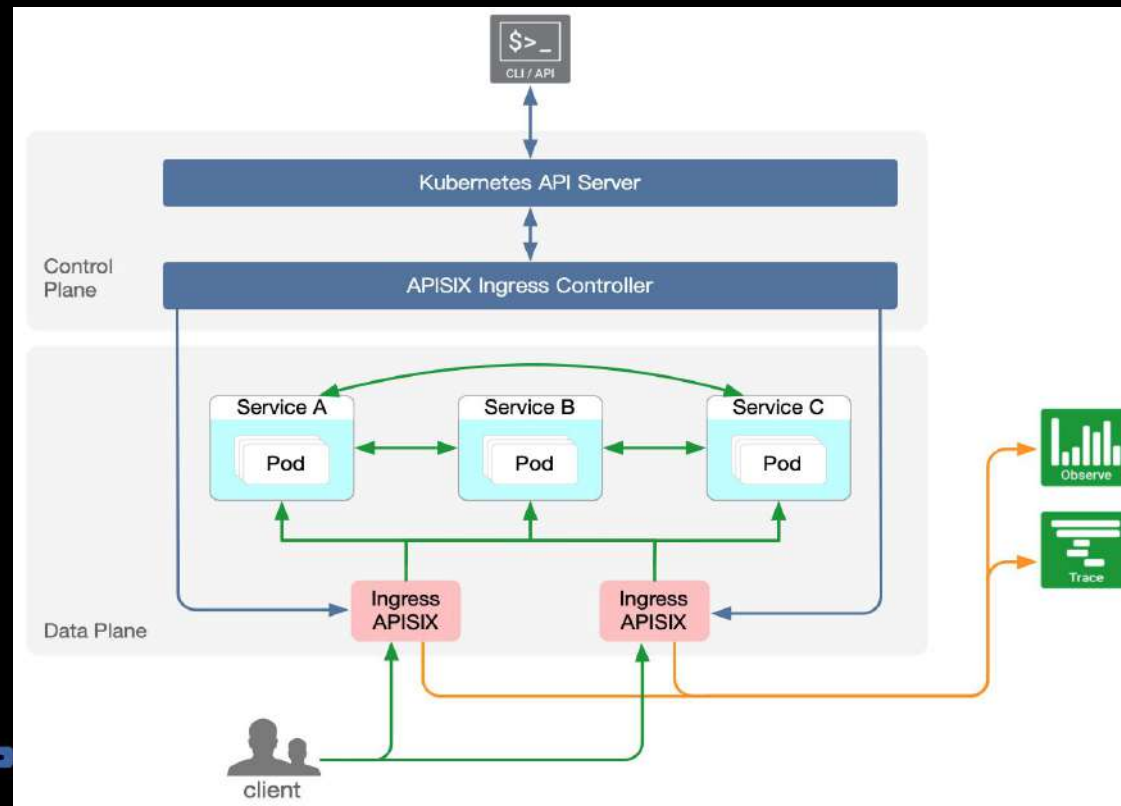 $>_
CLI / API
Kubernetes API Server
Control
Plane
APISIX Ingress Controller
Service A
Service B
Service C
Pod
Pod
Pod
Observe
Trace
Ingress
APISIX
Ingress
APISIX
Data Plane
client